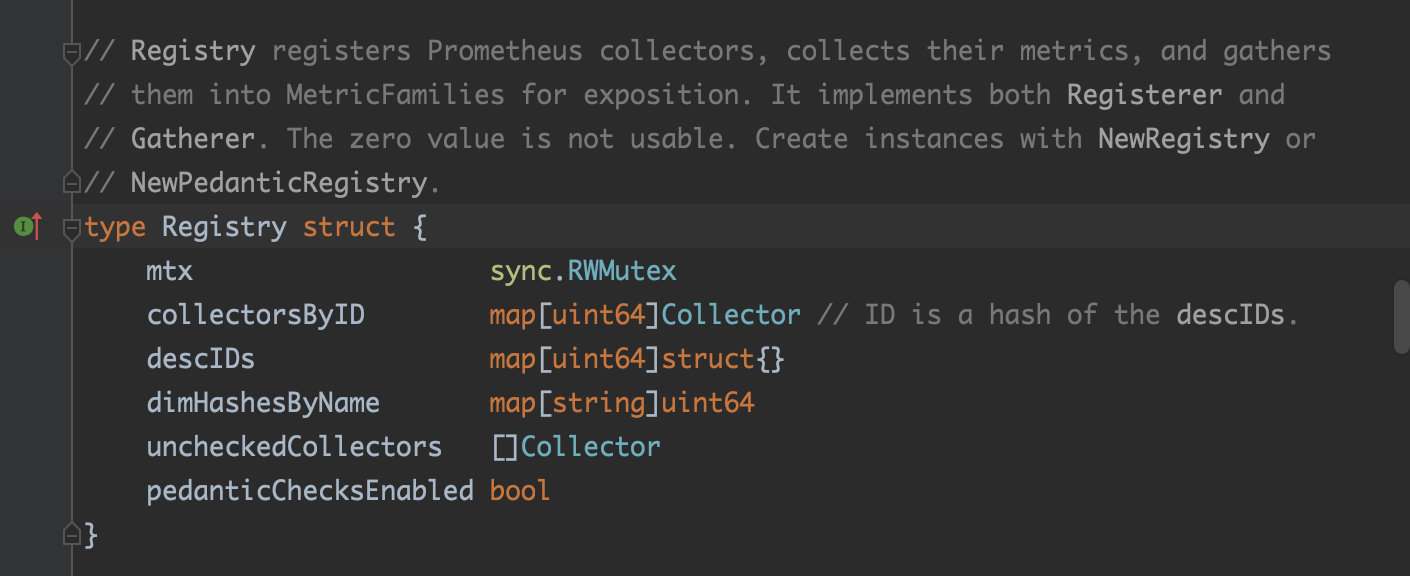 // Registry registers Prometheus collectors, collects their metrics, and gathers
// them into MetricFamilies for exposition. It implements both Registerer and
// Gatherer. The zero value is not usable. Create instances with NewRegistry or
// NewPedanticRegistry.
I
type Registry struct {
    mtx                   sync.RWMutex
    collectorsByID        map[uint64]Collector // ID is a hash of the descIDs.
    descIDs               map[uint64]struct{}
    dimHashesByName       map[string]uint64
    uncheckedCollectors   []Collector
    pedanticChecksEnabled bool
}